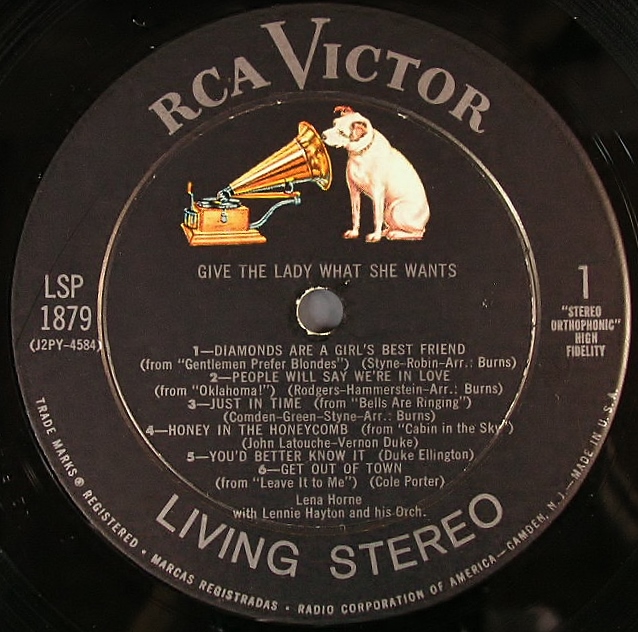 RCA VICTOR
GIVE THE LADY WHAT SHE WANTS
LSP
1879
(J2PY-4584)
1
"STEREO
ORTHOPHONIC"
HIGH
FIDELITY
1—DIAMONDS ARE A GIRL'S BEST FRIEND
(from "Gentlemen Prefer Blondes") (Styne-Robin-Arr.: Burns)
2—PEOPLE WILL SAY WE'RE IN LOVE
(from "Oklahoma!") (Rodgers-Hammerstein-Arr.: Burns)
3—JUST IN TIME (from "Bells Are Ringing")
(Comden-Green-Styne-Arr.: Burns)
4—HONEY IN THE HONEYCOMB (from "Cabin in the Sky")
(John Latouche-Vernon Duke)
5—YOU'D BETTER KNOW IT (Duke Ellington)
6—GET OUT OF TOWN
(from "Leave It to Me") (Cole Porter)
Lena Horne
with Lennie Hayton and his Orch.
LIVING STEREO
TRADE MARKS® REGISTERED • MARCAS REGISTRADAS • RADIO CORPORATION OF AMERICA—CAMDEN, N. J.—MADE IN U.S.A.